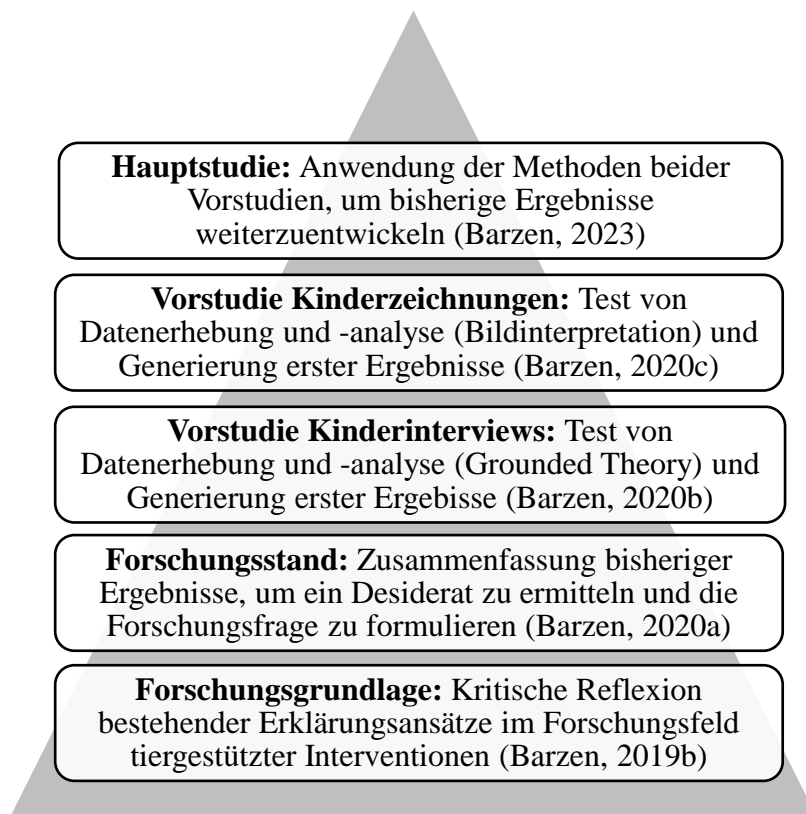 Hauptstudie: Anwendung der Methoden beider
Vorstudien, um bisherige Ergebnisse
weiterzuentwickeln (Barzen, 2023)
Vorstudie Kinderzeichnungen: Test von
Datenerhebung und -analyse (Bildinterpretation) und
Generierung erster Ergebnisse (Barzen, 2020c)
Vorstudie Kinderinterviews: Test von
Datenerhebung und -analyse (Grounded Theory) und
Generierung erster Ergebisse (Barzen, 2020b)
Forschungsstand: Zusammenfassung bisheriger
Ergebnisse, um ein Desiderat zu ermitteln und die
Forschungsfrage zu formulieren (Barzen, 2020a)
Forschungsgrundlage: Kritische Reflexion
bestehender Erklärungsansätze im Forschungsfeld
tiergestützter Interventionen (Barzen, 2019b)